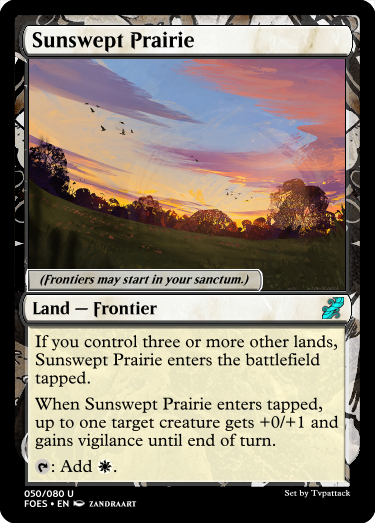 Sunswept Prairie
(Frontiers may start in your sanctum.)
Land — Frontier
If you control three or more other lands,
Sunswept Prairie enters the battlefield
tapped.
When Sunswept Prairie enters tapped,
up to one target creature gets +0/+1 and
gains vigilance until end of turn.
: Add .
050/080 U
Set by Tvpattack
FOES • EN ZANDRAART